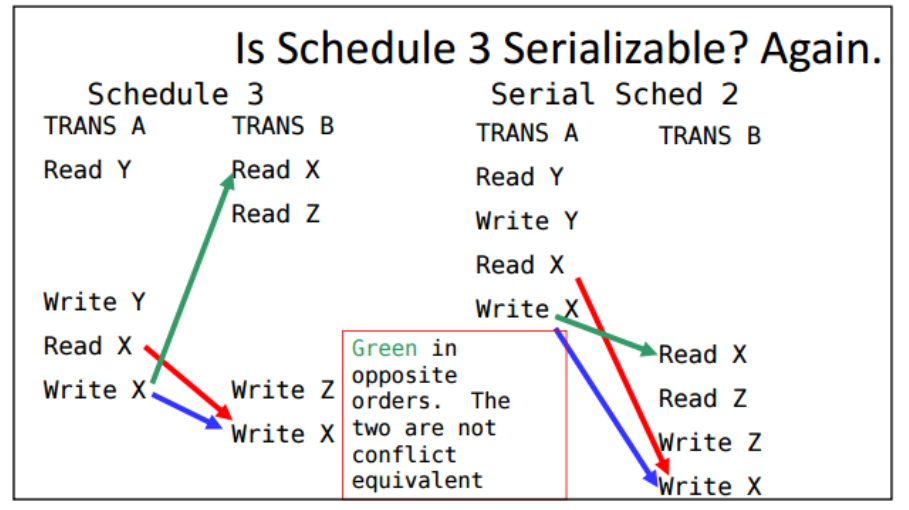 Is Schedule 3 Serializable? Again.
Schedule 3
TRANS A TRANS B
Read Y Read X
Read Z
Write Y
Read X
Write X Write Z
Write X
Green in
opposite
orders. The
two are not
conflict
equivalent
Serial Sched 2
TRANS A TRANS B
Read Y
Write Y
Read X
Write X
Read X
Read Z
Write Z
Write X